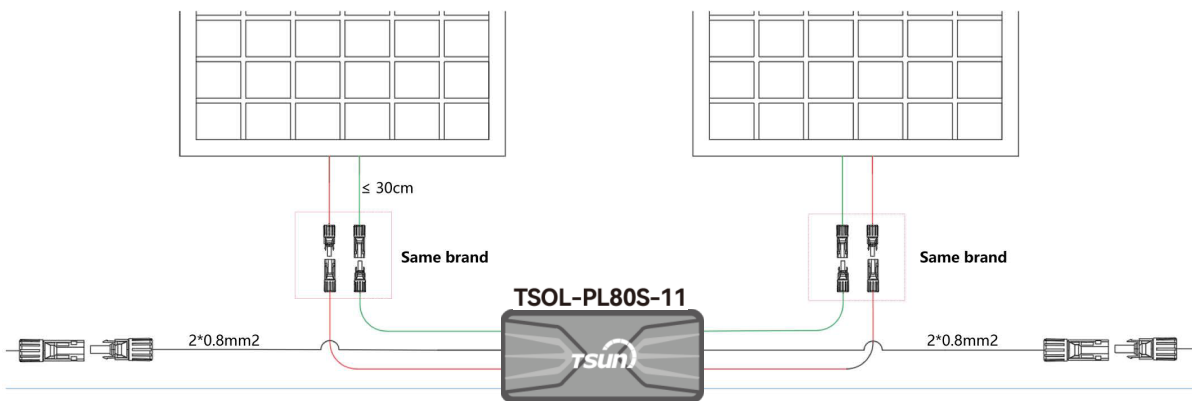 ≤ 30cm
Same brand
Same brand
TSOL-PL80S-11
2*0.8mm2
2*0.8mm2
TSUN